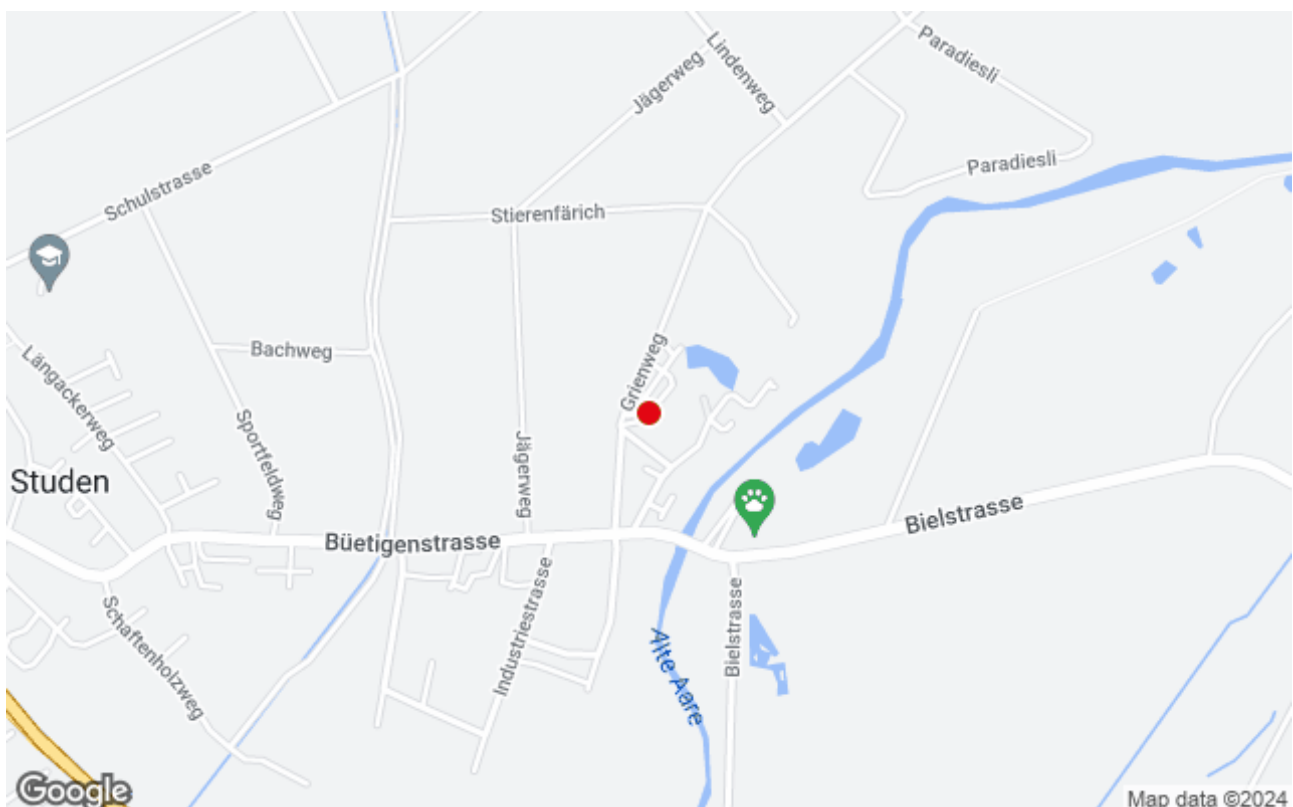 Paradiesli
Lindenweg
Jägerweg
Paradiesli
Schulstrasse
Stierenfärich
Bachweg
Grienweg
Längackerweg
Sportfeldweg
Jägerweg
Studen
Büetigenstrasse
Bielstrasse
Industriestrasse
Bielstrasse
Schaftenholzweg
Alte Aare
Google
Map data ©2024